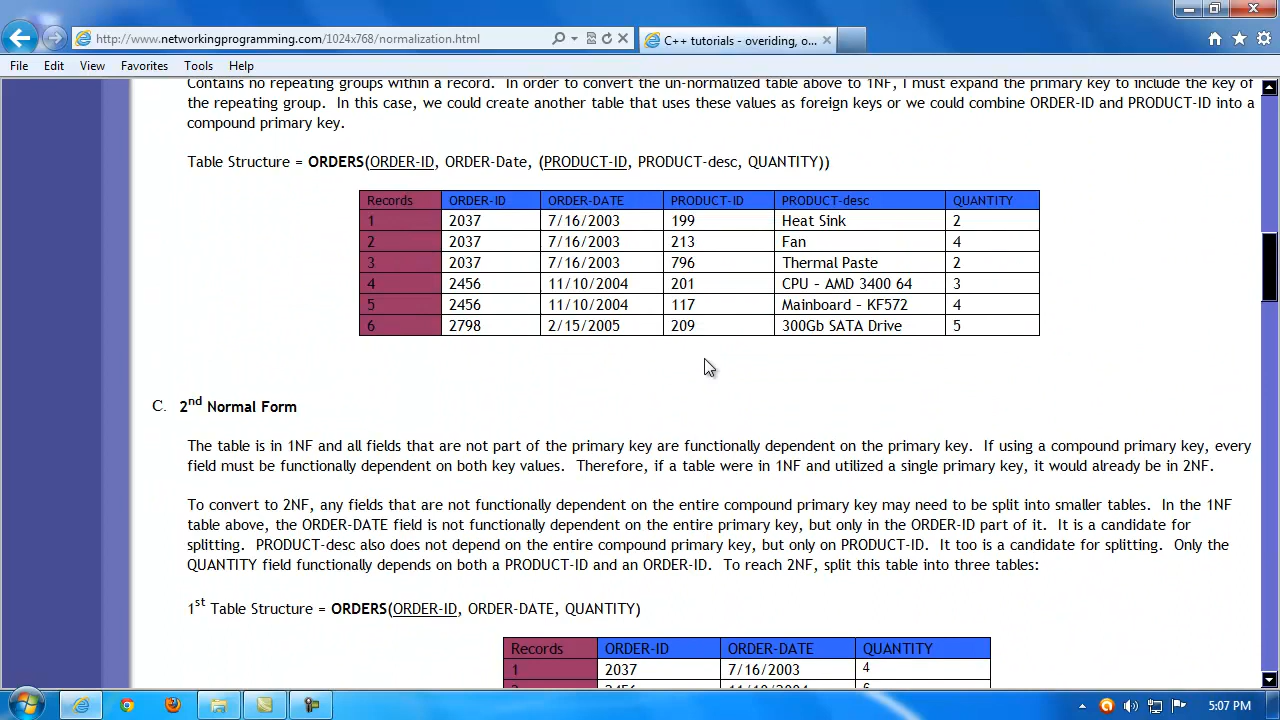 http://www.networkingprogramming.com/1024x768/normalization.html
C++ tutorials - overiding, o...
File Edit View Favorites Tools Help
Contains no repeating groups within a record. In order to convert the un-normalized table above to 1NF, I must expand the primary key to include the key of
the repeating group. In this case, we could create another table that uses these values as foreign keys or we could combine ORDER-ID and PRODUCT-ID into a
compound primary key.
Table Structure = ORDERS(ORDER-ID, ORDER-Date, (PRODUCT-ID, PRODUCT-desc, QUANTITY))
Records ORDER-ID ORDER-DATE PRODUCT-ID PRODUCT-desc QUANTITY
1 2037 7/16/2003 199 Heat Sink 2
2 2037 7/16/2003 213 Fan 4
3 2037 7/16/2003 796 Thermal Paste 2
4 2456 11/10/2004 201 CPU - AMD 3400 64 3
5 2456 11/10/2004 117 Mainboard - KF572 4
6 2798 2/15/2005 209 300Gb SATA Drive 5
C. 2nd Normal Form
The table is in 1NF and all fields that are not part of the primary key are functionally dependent on the primary key. If using a compound primary key, every
field must be functionally dependent on both key values. Therefore, if a table were in 1NF and utilized a single primary key, it would already be in 2NF.
To convert to 2NF, any fields that are not functionally dependent on the entire compound primary key may need to be split into smaller tables. In the 1NF
table above, the ORDER-DATE field is not functionally dependent on the entire primary key, but only in the ORDER-ID part of it. It is a candidate for
splitting. PRODUCT-desc also does not depend on the entire compound primary key, but only on PRODUCT-ID. It too is a candidate for splitting. Only the
QUANTITY field functionally depends on both a PRODUCT-ID and an ORDER-ID. To reach 2NF, split this table into three tables:
1st Table Structure = ORDERS(ORDER-ID, ORDER-DATE, QUANTITY)
Records ORDER-ID ORDER-DATE QUANTITY
1 2037 7/16/2003 4
5:07 PM